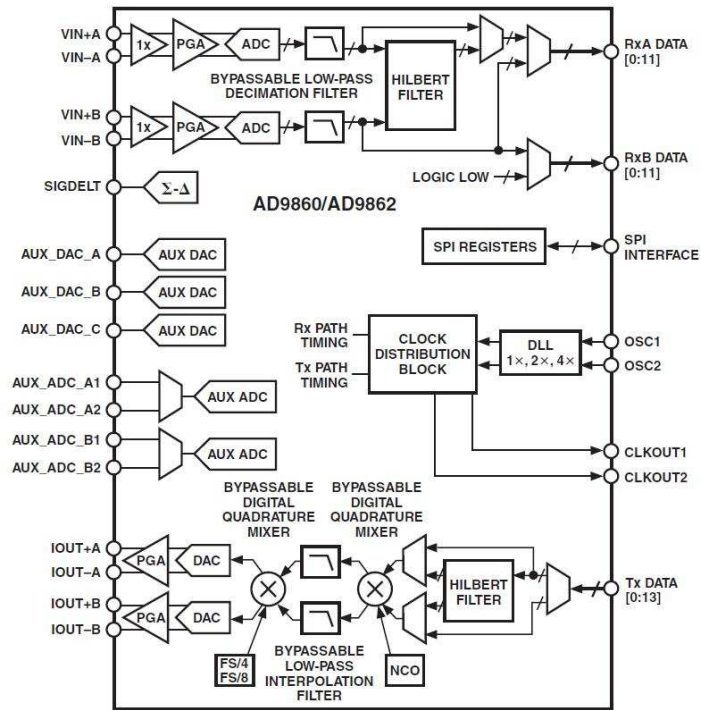 VIN+A
1x
PGA
ADC
VIN–A
BYPASSABLE LOW-PASS
DECIMATION FILTER
HILBERT
FILTER
RxA DATA
[0:11]
VIN+B
1x
PGA
ADC
VIN–B
LOGIC LOW
RxB DATA
[0:11]
SIGDELT
Σ-Δ
AD9860/AD9862
SPI REGISTERS
SPI
INTERFACE
AUX_DAC_A
AUX DAC
AUX_DAC_B
AUX DAC
AUX_DAC_C
AUX DAC
Rx PATH
TIMING
Tx PATH
TIMING
CLOCK
DISTRIBUTION
BLOCK
DLL
1×, 2×, 4×
OSC1
OSC2
AUX_ADC_A1
AUX_ADC_A2
AUX ADC
AUX_ADC_B1
AUX_ADC_B2
AUX ADC
CLKOUT1
CLKOUT2
BYPASSABLE
DIGITAL
QUADRATURE
MIXER
BYPASSABLE
DIGITAL
QUADRATURE
MIXER
IOUT+A
IOUT–A
PGA
DAC
IOUT+B
IOUT–B
PGA
DAC
HILBERT
FILTER
Tx DATA
[0:13]
FS/4
FS/8
BYPASSABLE
LOW-PASS
INTERPOLATION
FILTER
NCO